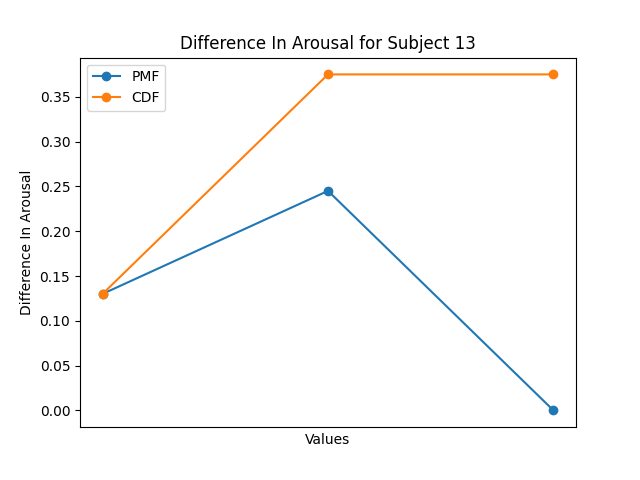 Difference In Arousal for Subject 13
PMF
CDF
0.35
0.30
0.25
0.20
0.15
0.10
0.05
0.00
Difference In Arousal
Values